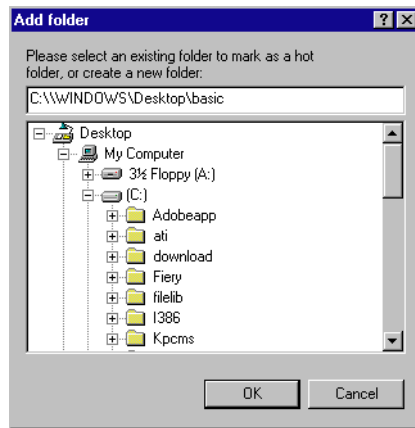 Add folder
Please select an existing folder to mark as a hot
folder, or create a new folder:
C:\\WINDOWS\Desktop\basic
Desktop
My Computer
3½ Floppy (A:)
(C:)
Adobeapp
ati
download
Fiery
filelib
I386
Kpcms
OK Cancel